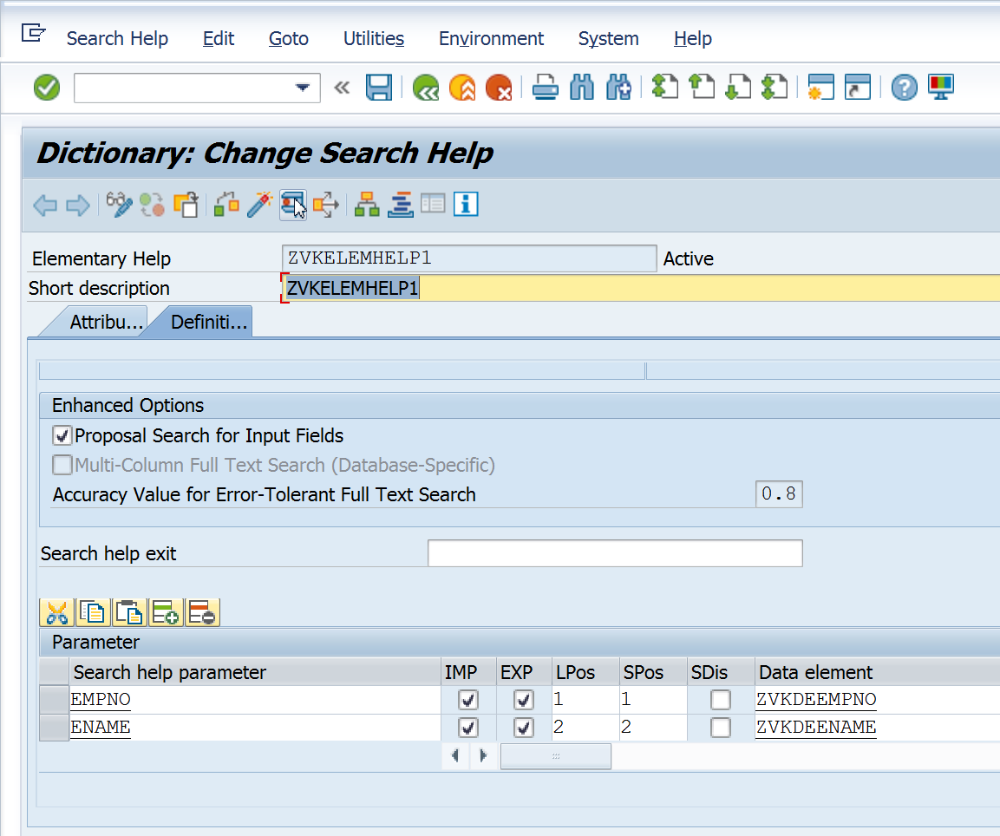 Search Help Edit Goto Utilities Environment System Help
Dictionary: Change Search Help
Elementary Help ZVKELEMHELP1 Active
Short description ZVKELEMHELP1
Attribu... Definiti...
Enhanced Options
Proposal Search for Input Fields
Multi-Column Full Text Search (Database-Specific)
Accuracy Value for Error-Tolerant Full Text Search 0.8
Search help exit
Parameter
Search help parameter IMP EXP LPos SPos SDis Data element
EMPNO 1 1 ZVKDEEMPNO
ENAME 2 2 ZVKDEENAME